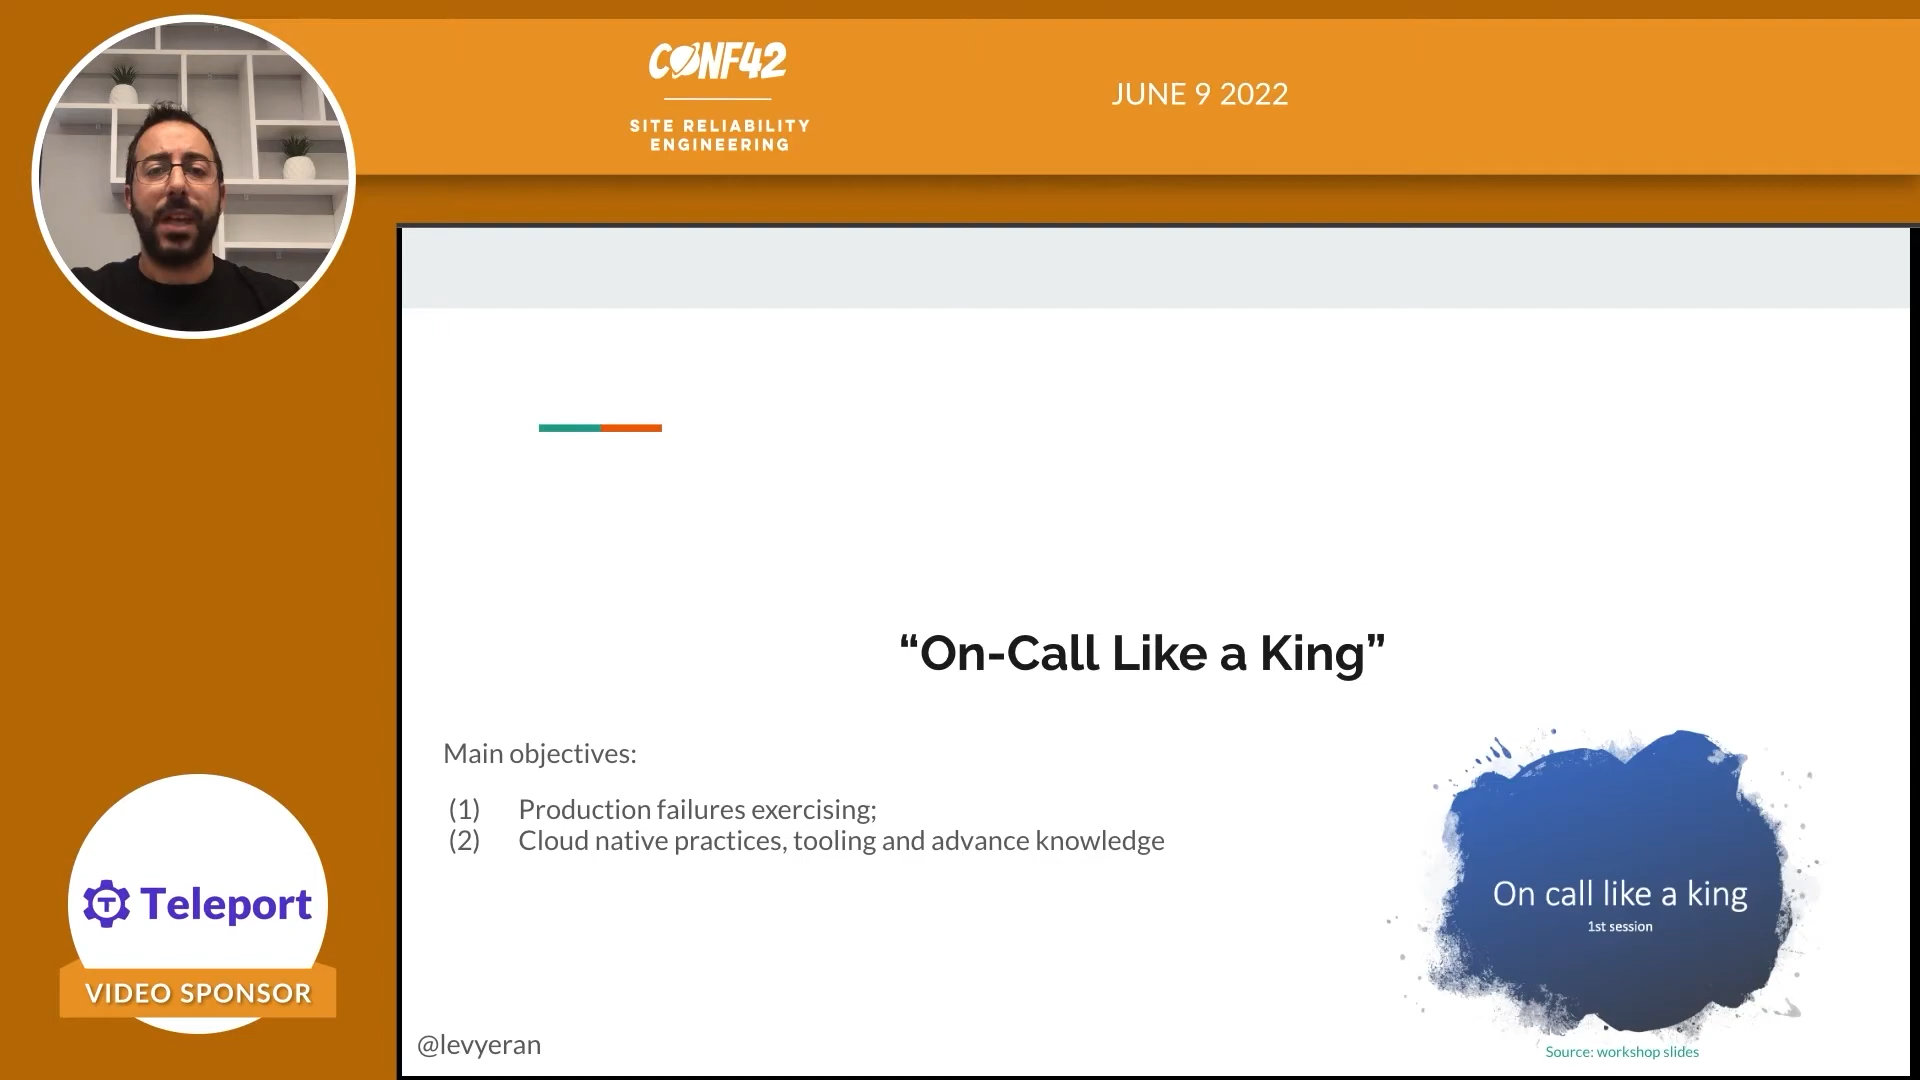 CONF42
SITE RELIABILITY
ENGINEERING
JUNE 9 2022
“On-Call Like a King”
Main objectives:
(1) Production failures exercising;
(2) Cloud native practices, tooling and advance knowledge
On call like a king
1st session
Source: workshop slides
@levyeran
Teleport
VIDEO SPONSOR